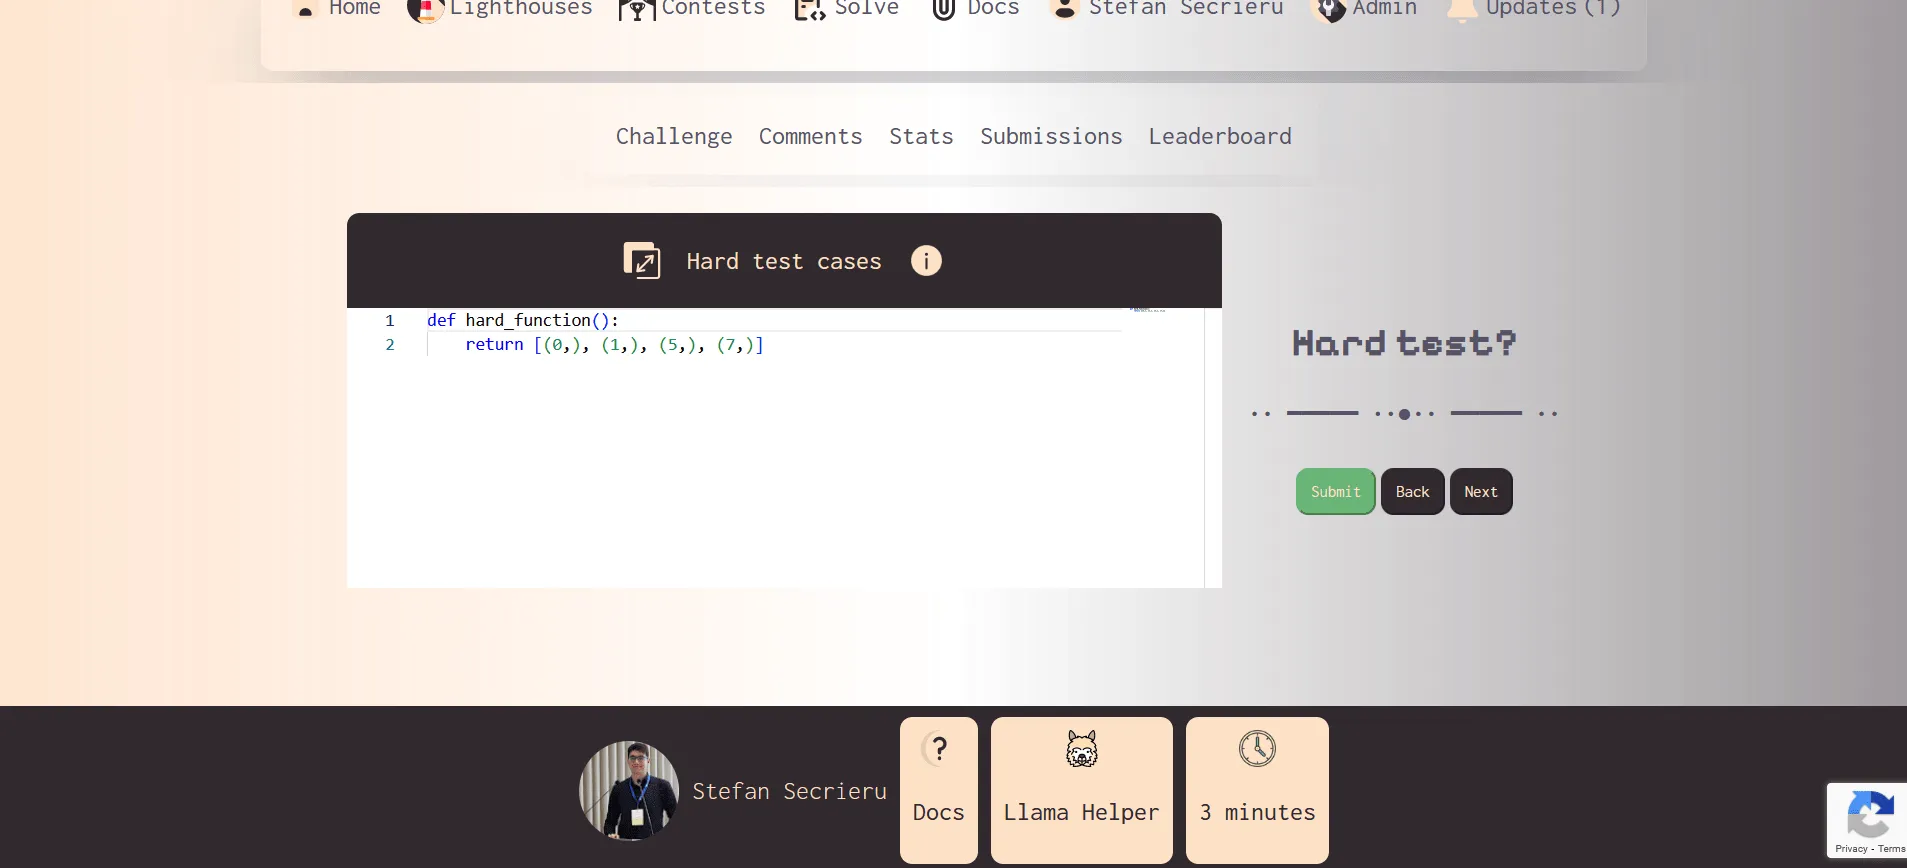 Home Lighthouses Contests Solve Docs Stefan Secrieru Admin Updates (1)
Challenge Comments Stats Submissions Leaderboard
Hard test cases
1 def hard_function():
2 return [(0,), (1,), (5,), (7,)]
Hard test?
Submit Back Next
Stefan Secrieru
?
Docs
Llama Helper
3 minutes
Privacy - Terms